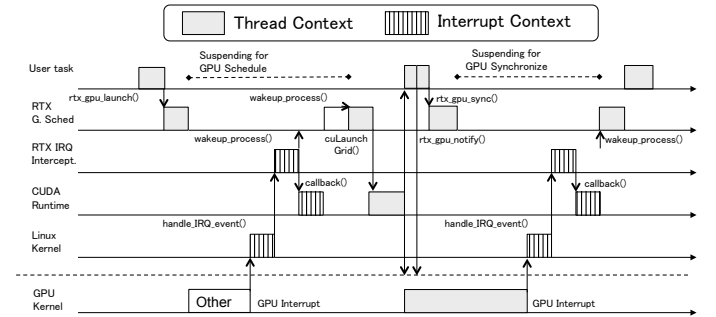 Thread Context
Interrupt Context
Suspending for
GPU Schedule
Suspending for
GPU Synchronize
User task
rtx_gpu_launch()
wakeup_process()
rtx_gpu_sync()
RTX
G. Sched
wakeup_process()
cuLaunch
Grid()
rtx_gpu_notify()
wakeup_process()
RTX IRQ
Intercept.
callback()
callback()
CUDA
Runtime
handle_IRQ_event()
handle_IRQ_event()
Linux
Kernel
GPU
Kernel
Other
GPU Interrupt
GPU Interrupt